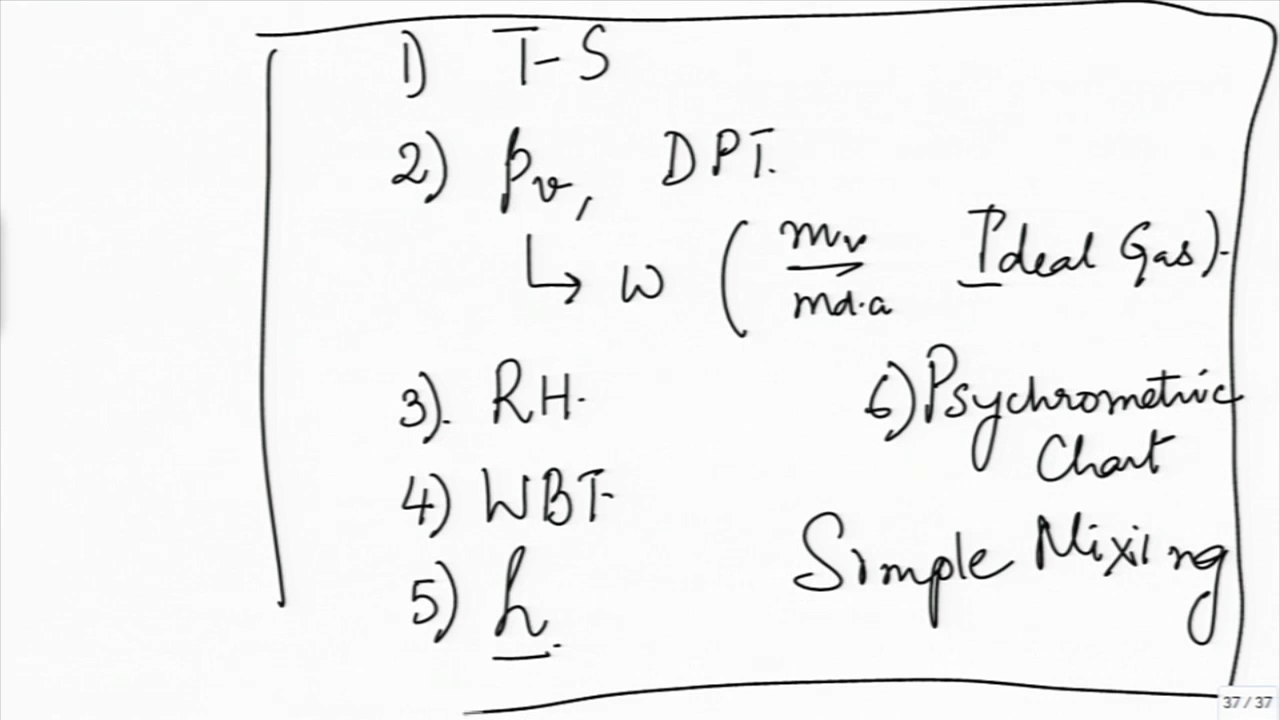 1) T-S
2) pv, DPT.
↳ w ( mv / md.a Ideal Gas).
3). RH.
6) Psychrometric
Chart
4) WBT.
Simple Mixing
5) h.
37 / 37